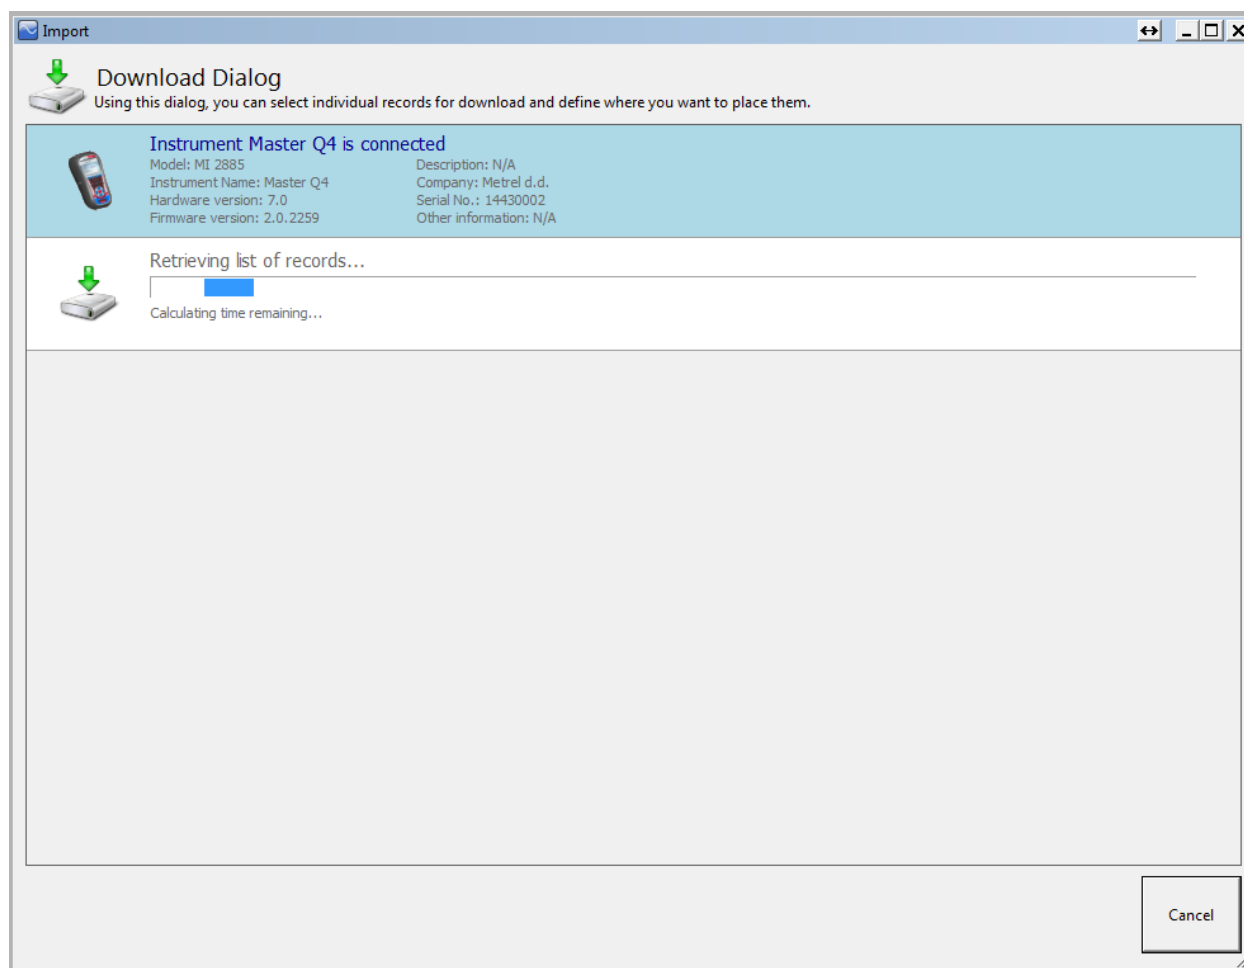 Import
Download Dialog
Using this dialog, you can select individual records for download and define where you want to place them.
Instrument Master Q4 is connected
Model: MI 2885
Description: N/A
Instrument Name: Master Q4
Company: Metrel d.d.
Hardware version: 7.0
Serial No.: 14430002
Firmware version: 2.0.2259
Other information: N/A
Retrieving list of records...
Calculating time remaining...
Cancel